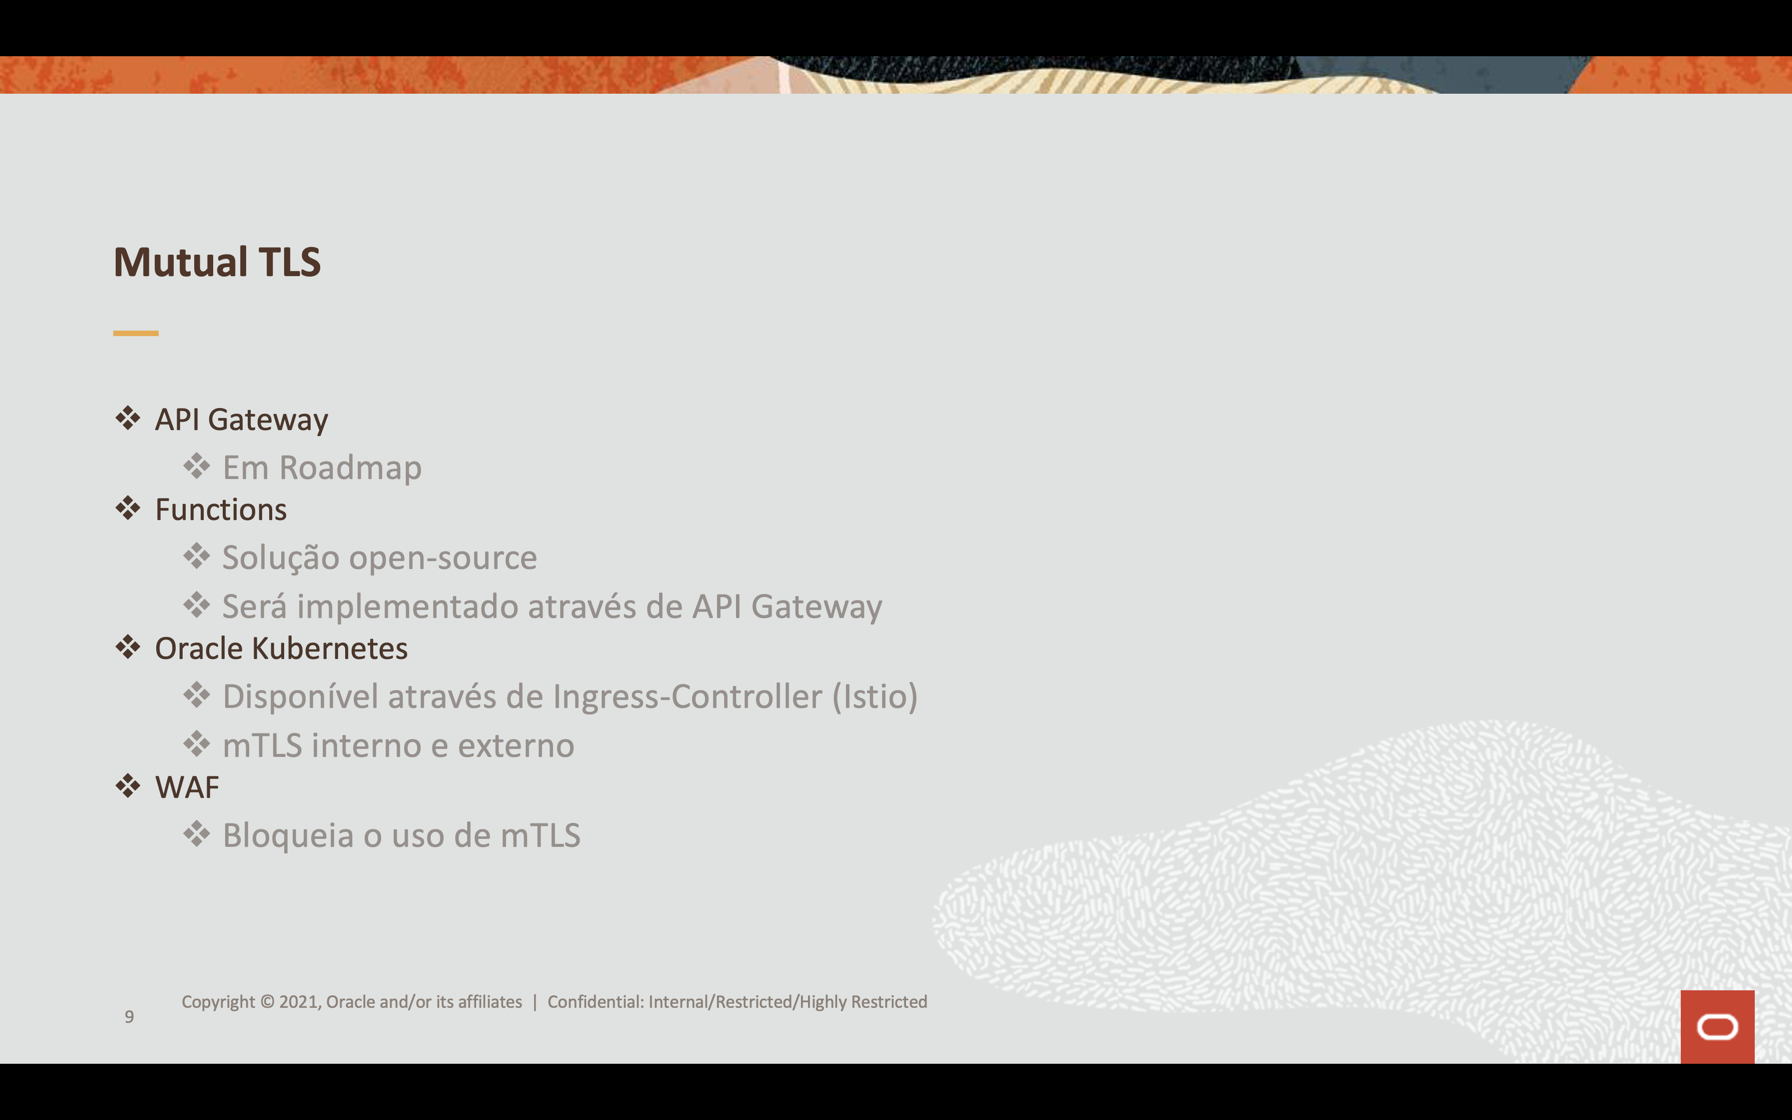 Mutual TLS
❖ API Gateway
❖ Em Roadmap
❖ Functions
❖ Solução open-source
❖ Será implementado através de API Gateway
❖ Oracle Kubernetes
❖ Disponível através de Ingress-Controller (Istio)
❖ mTLS interno e externo
❖ WAF
❖ Bloqueia o uso de mTLS
Copyright © 2021, Oracle and/or its affiliates | Confidential: Internal/Restricted/Highly Restricted
9